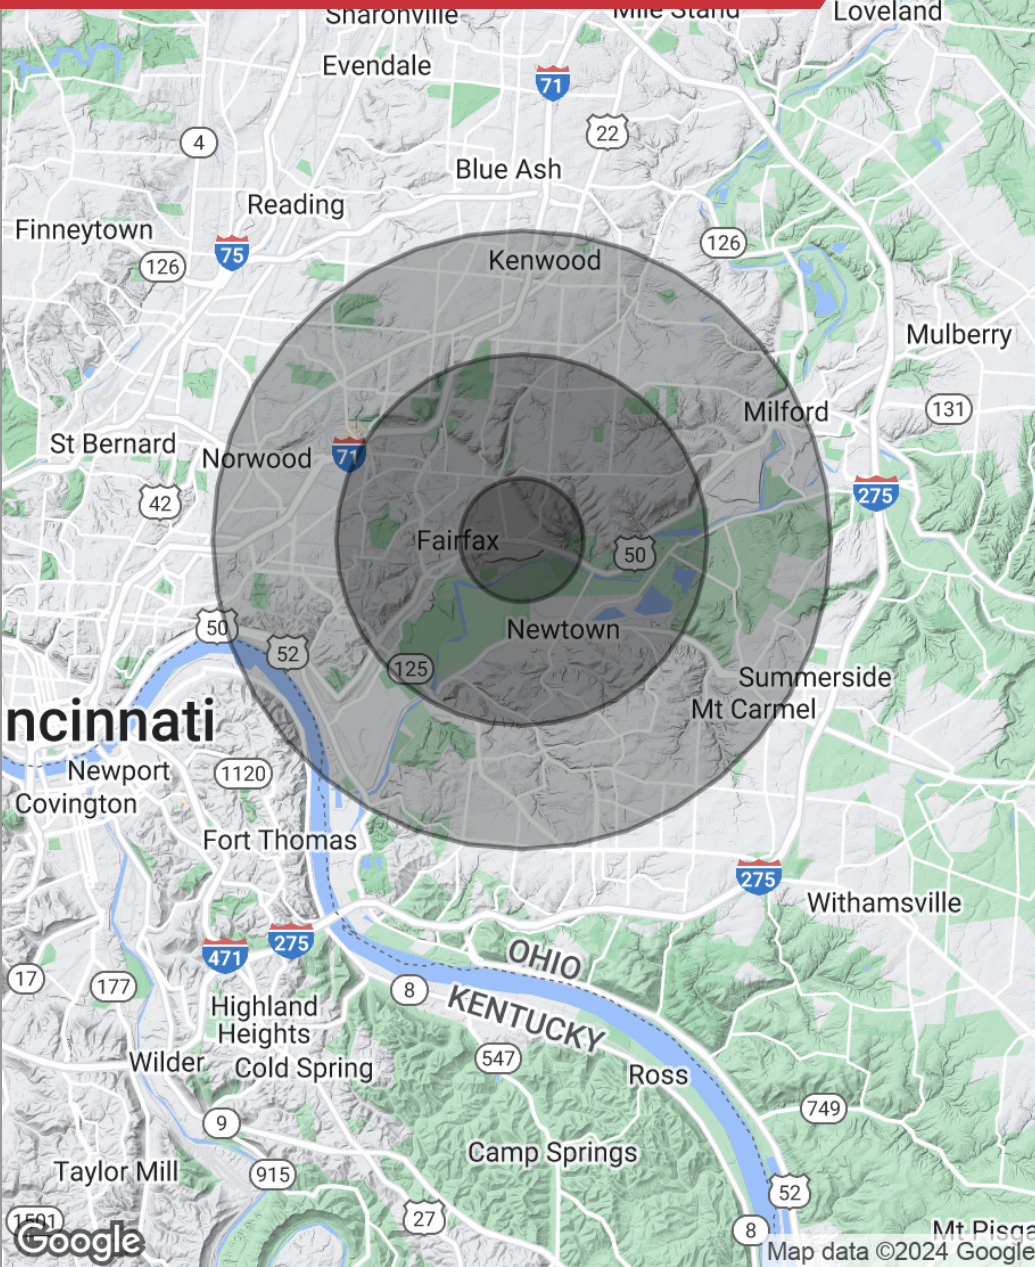 Sharonville
Mile Stand
Loveland
Evendale
71
22
4
Blue Ash
Reading
Finneytown
126
75
126
Kenwood
Mulberry
Milford
131
St Bernard
Norwood
71
275
42
Fairfax
50
50
Newtown
52
125
Summerside
Mt Carmel
ncinnati
Newport
1120
Covington
Fort Thomas
275
Withamsville
471
275
OHIO
17
177
8
KENTUCKY
Highland
Heights
Wilder
Cold Spring
547
Ross
9
749
Camp Springs
Taylor Mill
915
52
27
8
1501
Mt Pisga
Google
Map data ©2024 Google